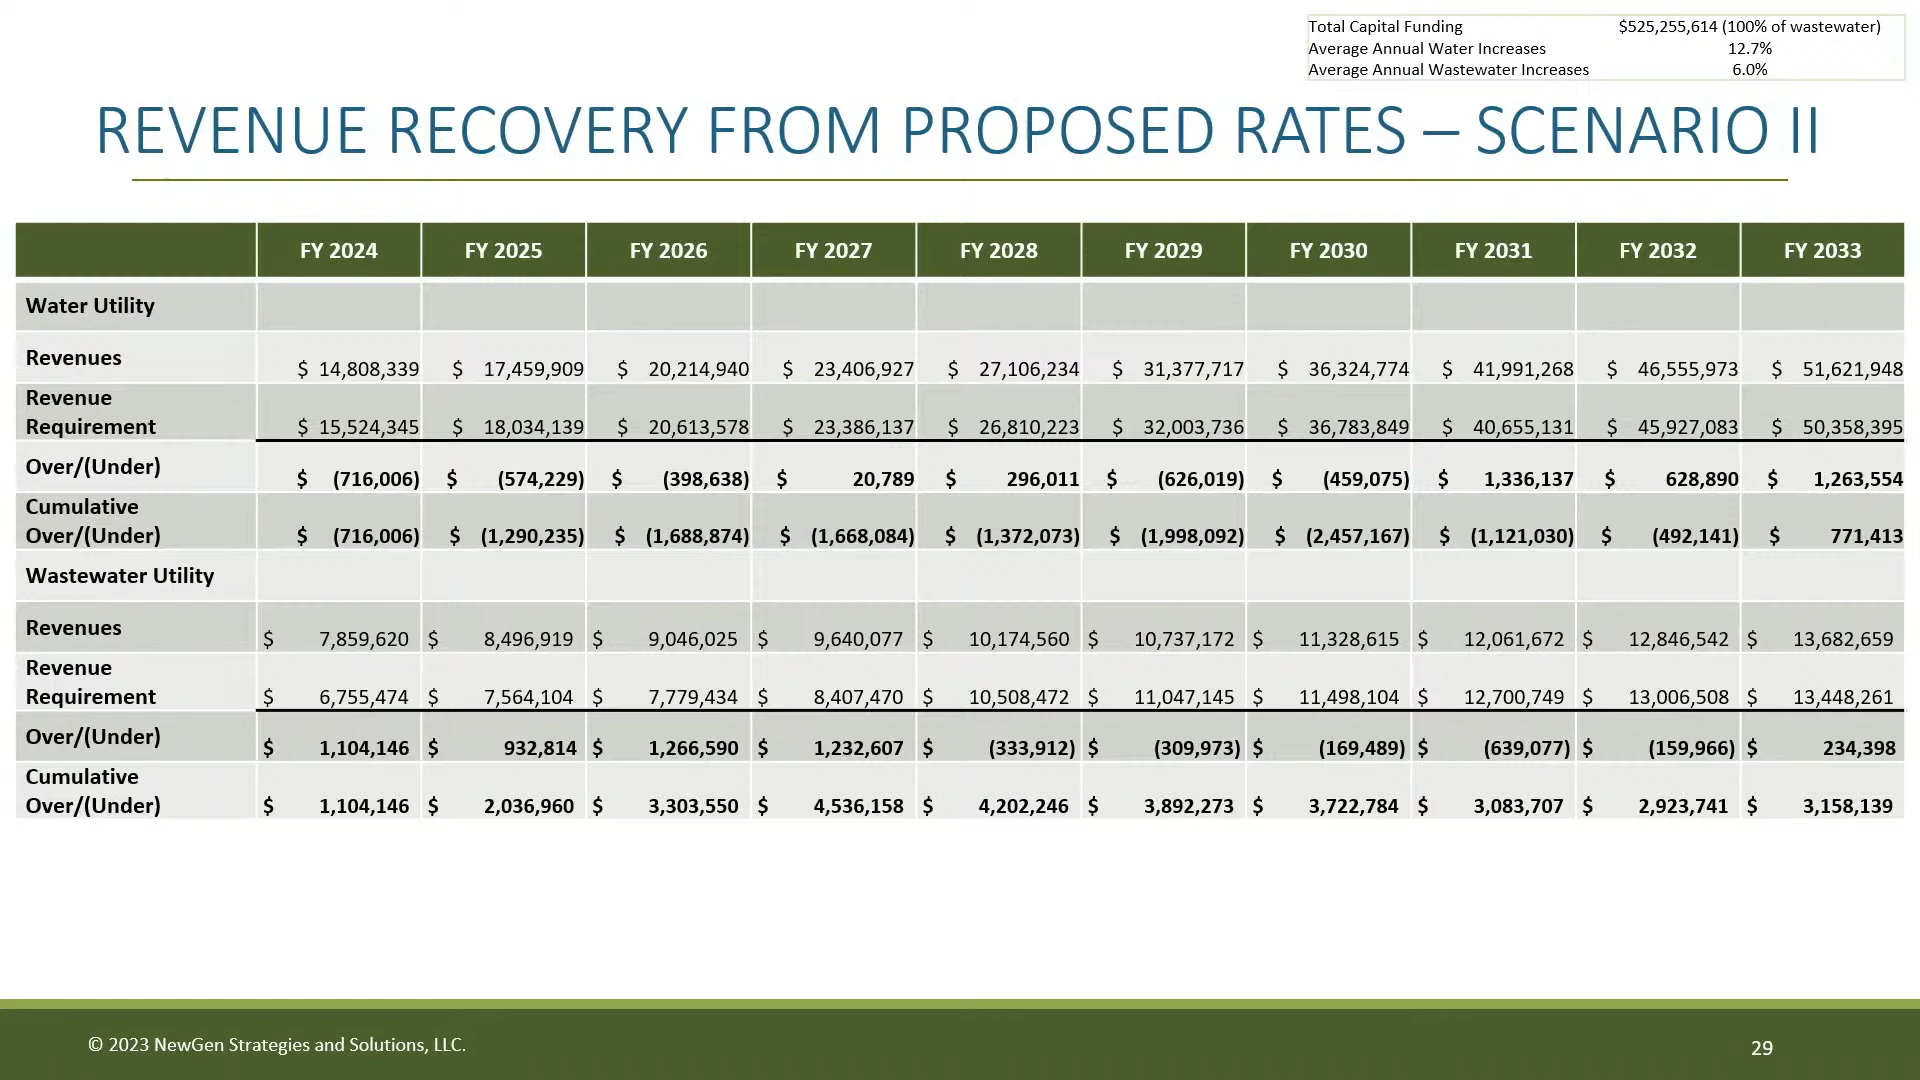 Total Capital Funding $525,255,614 (100% of wastewater)
Average Annual Water Increases 12.7%
Average Annual Wastewater Increases 6.0%
REVENUE RECOVERY FROM PROPOSED RATES – SCENARIO II
FY 2024 FY 2025 FY 2026 FY 2027 FY 2028 FY 2029 FY 2030 FY 2031 FY 2032 FY 2033
Water Utility
Revenues $ 14,808,339 $ 17,459,909 $ 20,214,940 $ 23,406,927 $ 27,106,234 $ 31,377,717 $ 36,324,774 $ 41,991,268 $ 46,555,973 $ 51,621,948
Revenue
Requirement $ 15,524,345 $ 18,034,139 $ 20,613,578 $ 23,386,137 $ 26,810,223 $ 32,003,736 $ 36,783,849 $ 40,655,131 $ 45,927,083 $ 50,358,395
Over/(Under) $ (716,006) $ (574,229) $ (398,638) $ 20,789 $ 296,011 $ (626,019) $ (459,075) $ 1,336,137 $ 628,890 $ 1,263,554
Cumulative
Over/(Under) $ (716,006) $ (1,290,235) $ (1,688,874) $ (1,668,084) $ (1,372,073) $ (1,998,092) $ (2,457,167) $ (1,121,030) $ (492,141) $ 771,413
Wastewater Utility
Revenues $ 7,859,620 $ 8,496,919 $ 9,046,025 $ 9,640,077 $ 10,174,560 $ 10,737,172 $ 11,328,615 $ 12,061,672 $ 12,846,542 $ 13,682,659
Revenue
Requirement $ 6,755,474 $ 7,564,104 $ 7,779,434 $ 8,407,470 $ 10,508,472 $ 11,047,145 $ 11,498,104 $ 12,700,749 $ 13,006,508 $ 13,448,261
Over/(Under) $ 1,104,146 $ 932,814 $ 1,266,590 $ 1,232,607 $ (333,912) $ (309,973) $ (169,489) $ (639,077) $ (159,966) $ 234,398
Cumulative
Over/(Under) $ 1,104,146 $ 2,036,960 $ 3,303,550 $ 4,536,158 $ 4,202,246 $ 3,892,273 $ 3,722,784 $ 3,083,707 $ 2,923,741 $ 3,158,139
© 2023 NewGen Strategies and Solutions, LLC.
29